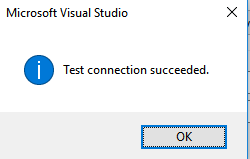 Microsoft Visual Studio
Test connection succeeded.
OK